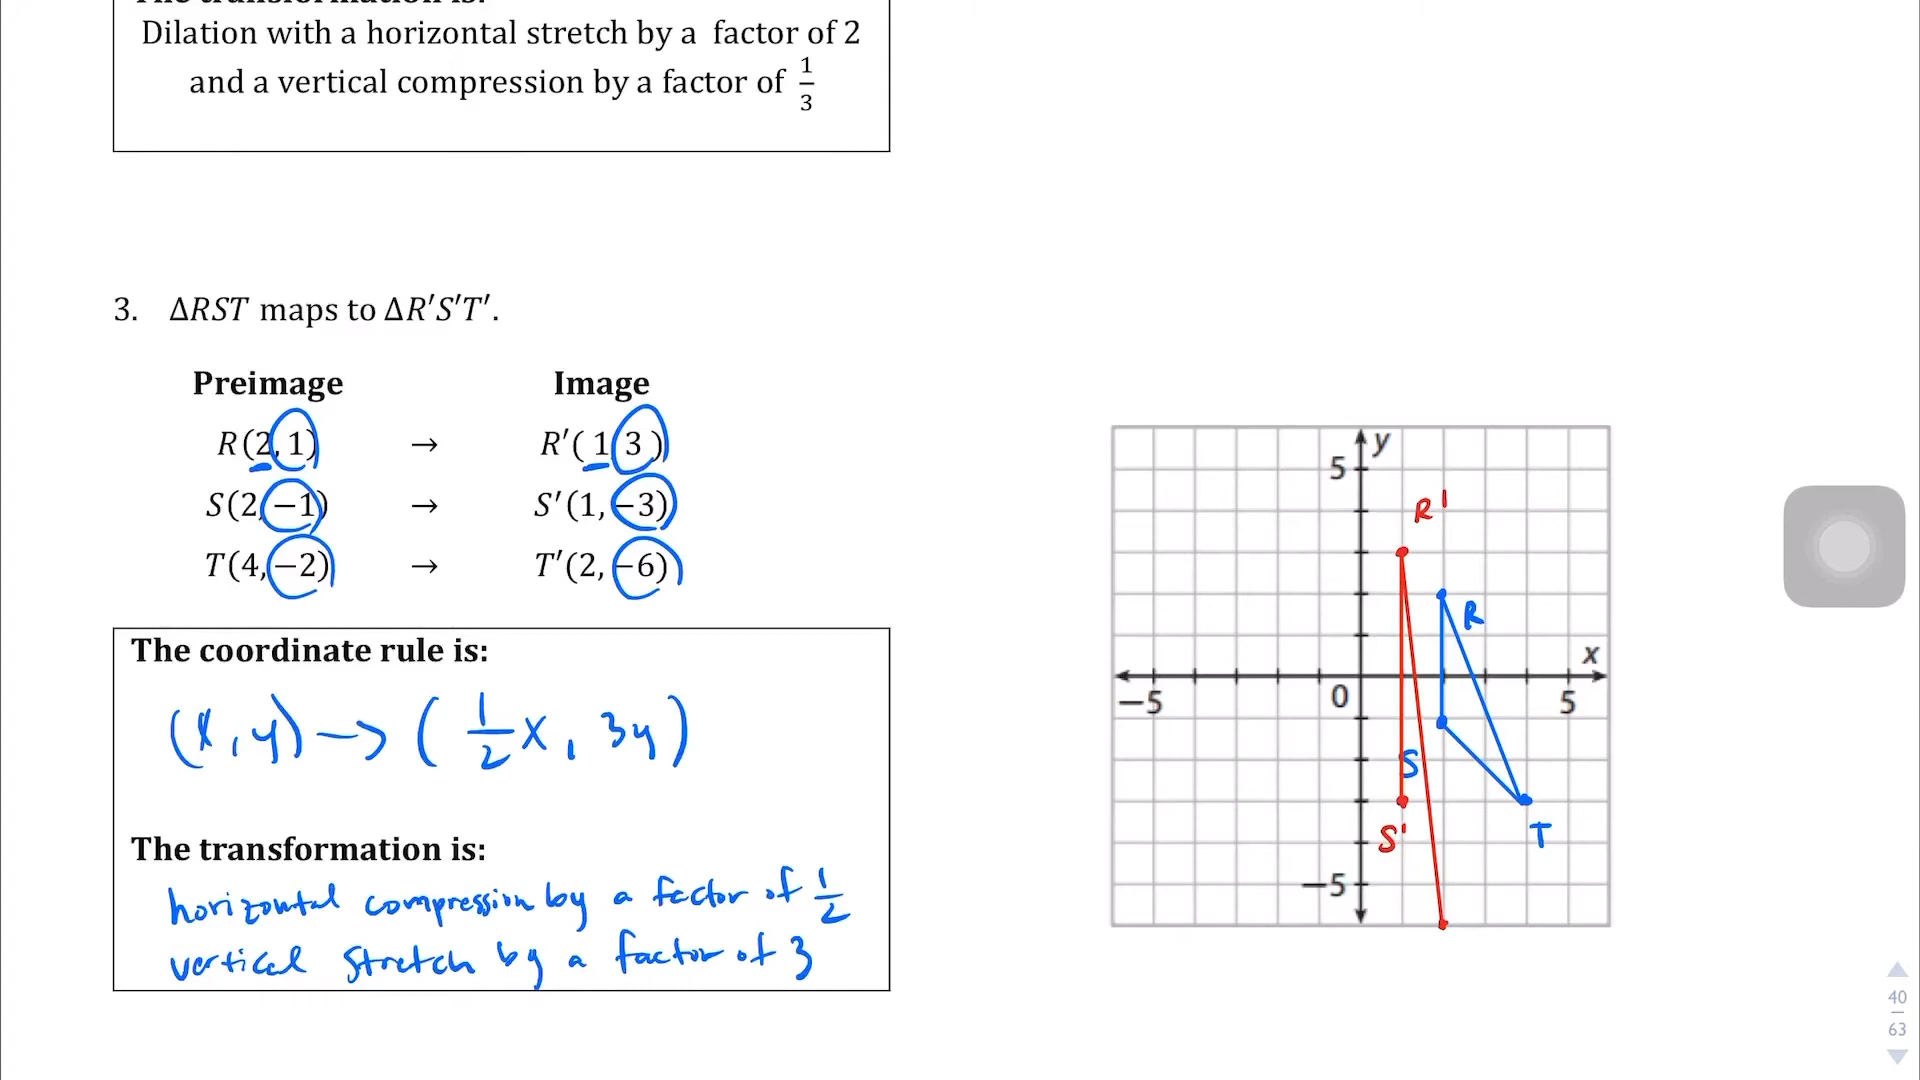 Dilation with a horizontal stretch by a factor of 2
and a vertical compression by a factor of 1/3
3. ΔRST maps to ΔR′S′T′.
Preimage Image
R(2, 1) → R′( 1, 3 )
S(2, −1) → S′(1, −3)
T(4, −2) → T′(2, −6)
The coordinate rule is:
(x, y) → ( 1/2 x, 3y)
The transformation is:
horizontal compression by a factor of 1/2
vertical stretch by a factor of 3
y
5
R'
R
x
−5 0 5
S
S'
T
−5
40
63